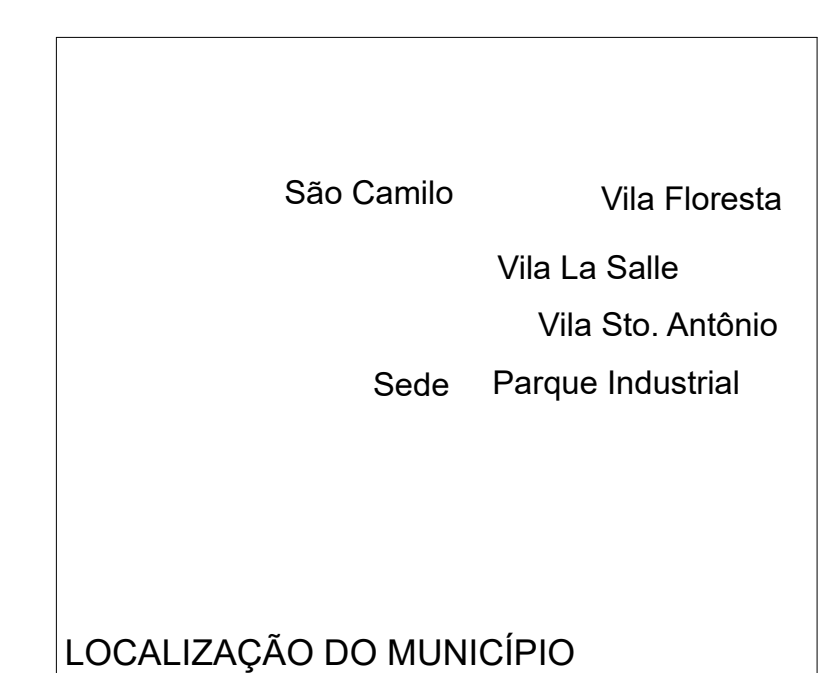 São Camilo
Vila Floresta
Vila La Salle
Vila Sto. Antônio
Sede
Parque Industrial
LOCALIZAÇÃO DO MUNICÍPIO